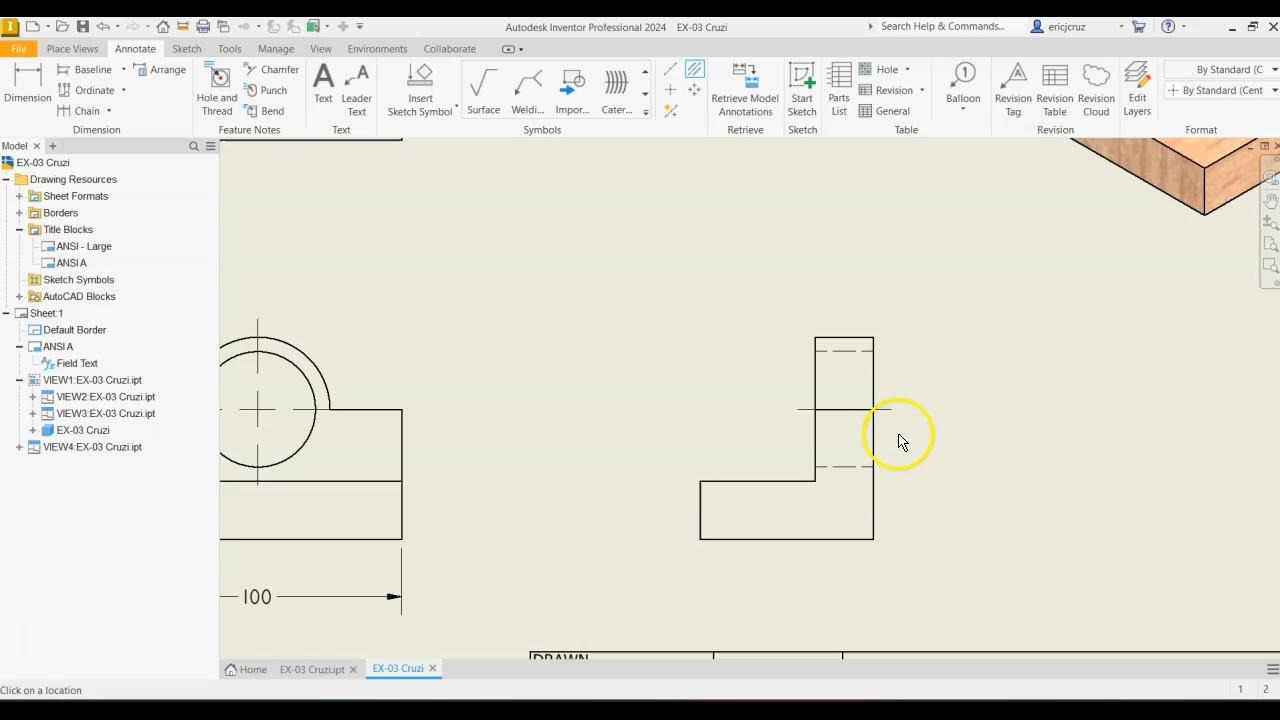 Autodesk Inventor Professional 2024 EX-03 Cruzi
Search Help & Commands...
ericjcruz
File Place Views Annotate Sketch Tools Manage View Environments Collaborate
Dimension
Baseline
Ordinate
Chain
Arrange
Dimension
Hole and Thread
Chamfer
Punch
Bend
Feature Notes
Text
Leader Text
Text
Insert Sketch Symbol
Surface
Weldi...
Impor...
Cater...
Symbols
Retrieve Model Annotations
Retrieve
Start Sketch
Sketch
Parts List
Hole
Revision
General
Table
Balloon
Revision Tag
Revision Table
Revision Cloud
Revision
Edit Layers
By Standard (C
By Standard (Cent
Format
Model
EX-03 Cruzi
Drawing Resources
Sheet Formats
Borders
Title Blocks
ANSI - Large
ANSI A
Sketch Symbols
AutoCAD Blocks
Sheet:1
Default Border
ANSI A
Field Text
VIEW1:EX-03 Cruzi.ipt
VIEW2:EX-03 Cruzi.ipt
VIEW3:EX-03 Cruzi.ipt
EX-03 Cruzi
VIEW4:EX-03 Cruzi.ipt
100
DRAWN
Home EX-03 Cruzi.ipt EX-03 Cruzi
Click on a location
1 2